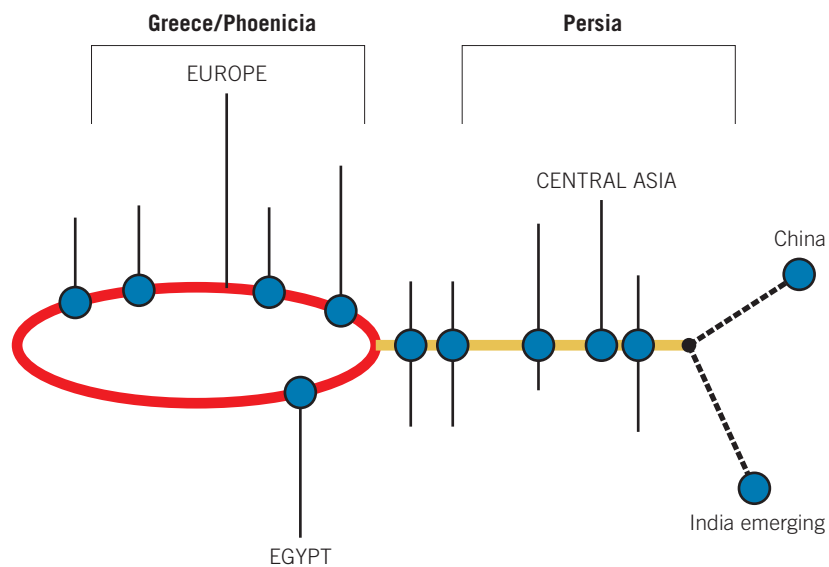 Greece/Phoenicia
Persia
EUROPE
CENTRAL ASIA
China
India emerging
EGYPT